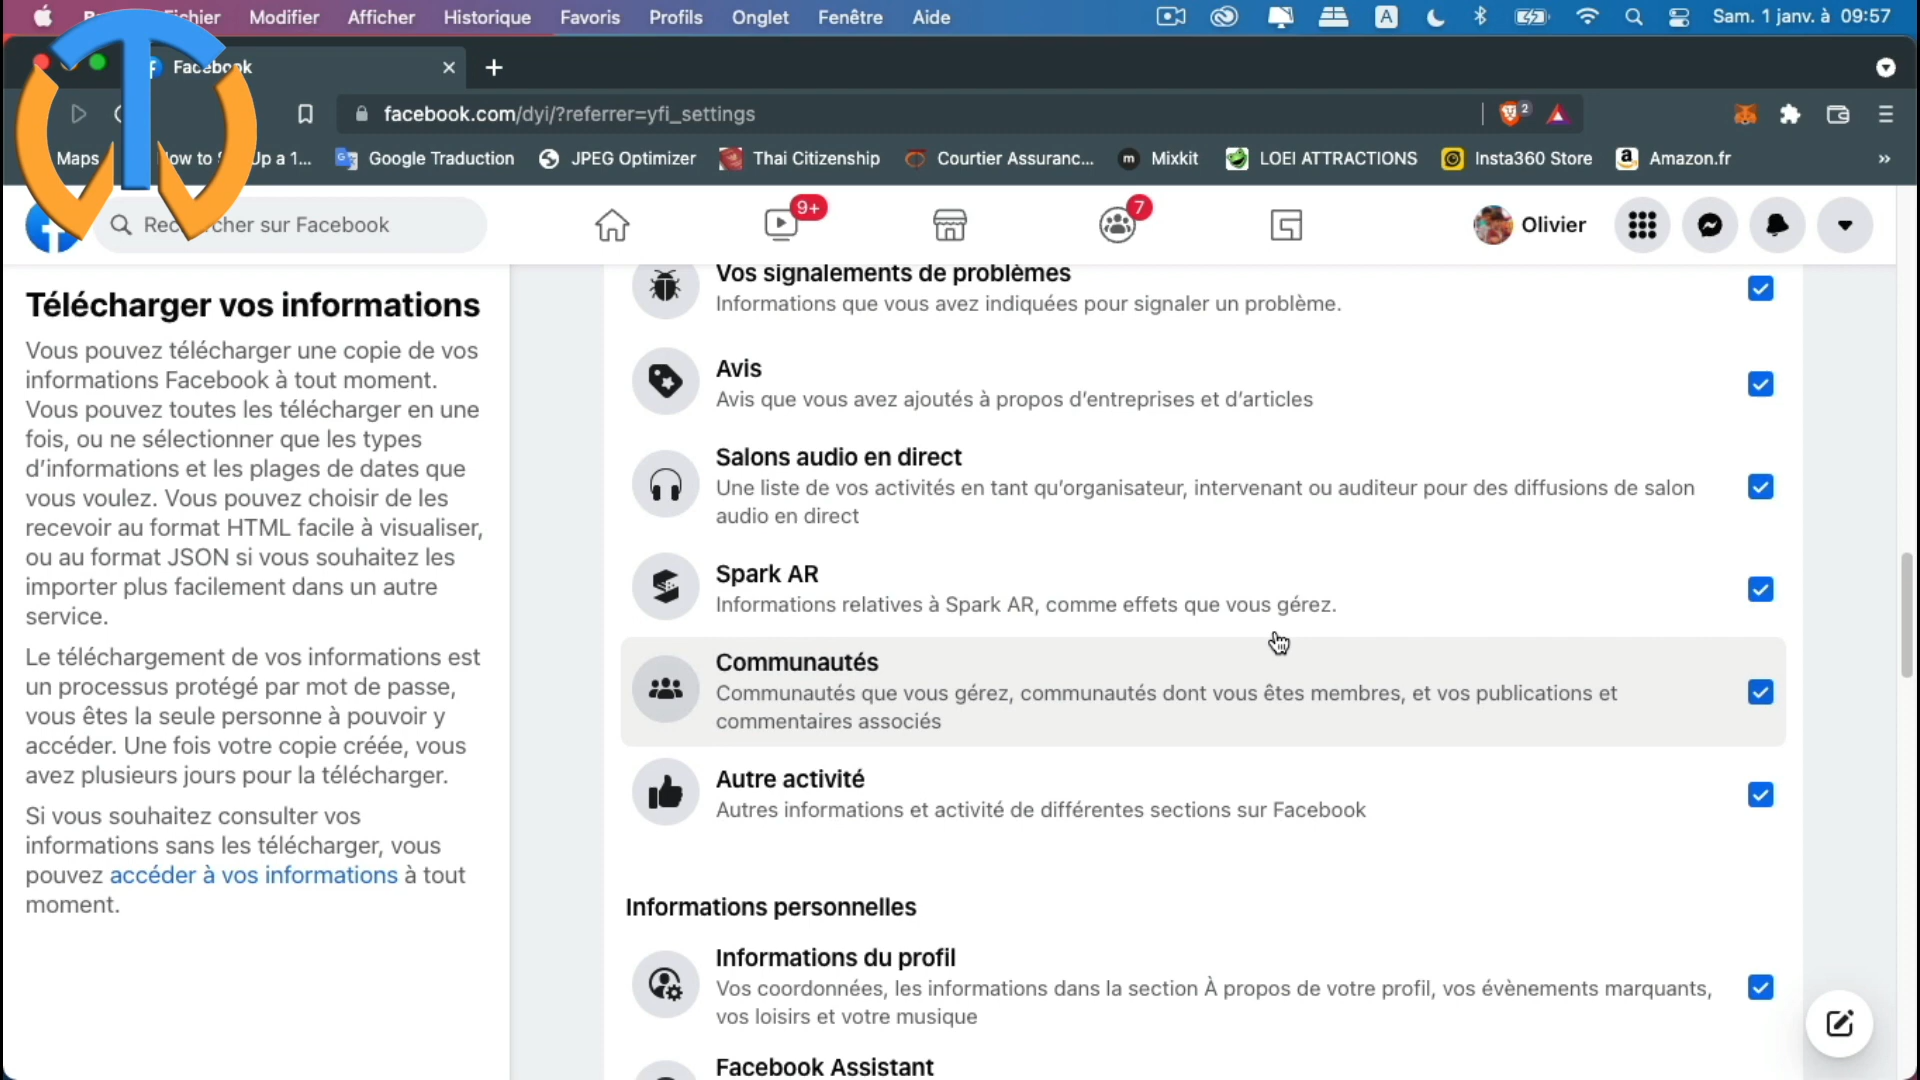 Fichier Modifier Afficher Historique Favoris Profils Onglet Fenêtre Aide A Sam. 1 janv. à 09:57
Facebook
facebook.com/dyi/?referrer=yfi_settings 2
Maps Up a 1... Google Traduction JPEG Optimizer Thai Citizenship Courtier Assuranc... m Mixkit LOEI ATTRACTIONS Insta360 Store Amazon.fr »
Rechercher sur Facebook 9+ 7 Olivier
Télécharger vos informations
Vous pouvez télécharger une copie de vos
informations Facebook à tout moment.
Vous pouvez toutes les télécharger en une
fois, ou ne sélectionner que les types
d'informations et les plages de dates que
vous voulez. Vous pouvez choisir de les
recevoir au format HTML facile à visualiser,
ou au format JSON si vous souhaitez les
importer plus facilement dans un autre
service.
Le téléchargement de vos informations est
un processus protégé par mot de passe,
vous êtes la seule personne à pouvoir y
accéder. Une fois votre copie créée, vous
avez plusieurs jours pour la télécharger.
Si vous souhaitez consulter vos
informations sans les télécharger, vous
pouvez accéder à vos informations à tout
moment.
Vos signalements de problèmes
Informations que vous avez indiquées pour signaler un problème.
Avis
Avis que vous avez ajoutés à propos d'entreprises et d'articles
Salons audio en direct
Une liste de vos activités en tant qu'organisateur, intervenant ou auditeur pour des diffusions de salon
audio en direct
Spark AR
Informations relatives à Spark AR, comme effets que vous gérez.
Communautés
Communautés que vous gérez, communautés dont vous êtes membres, et vos publications et
commentaires associés
Autre activité
Autres informations et activité de différentes sections sur Facebook
Informations personnelles
Informations du profil
Vos coordonnées, les informations dans la section À propos de votre profil, vos évènements marquants,
vos loisirs et votre musique
Facebook Assistant